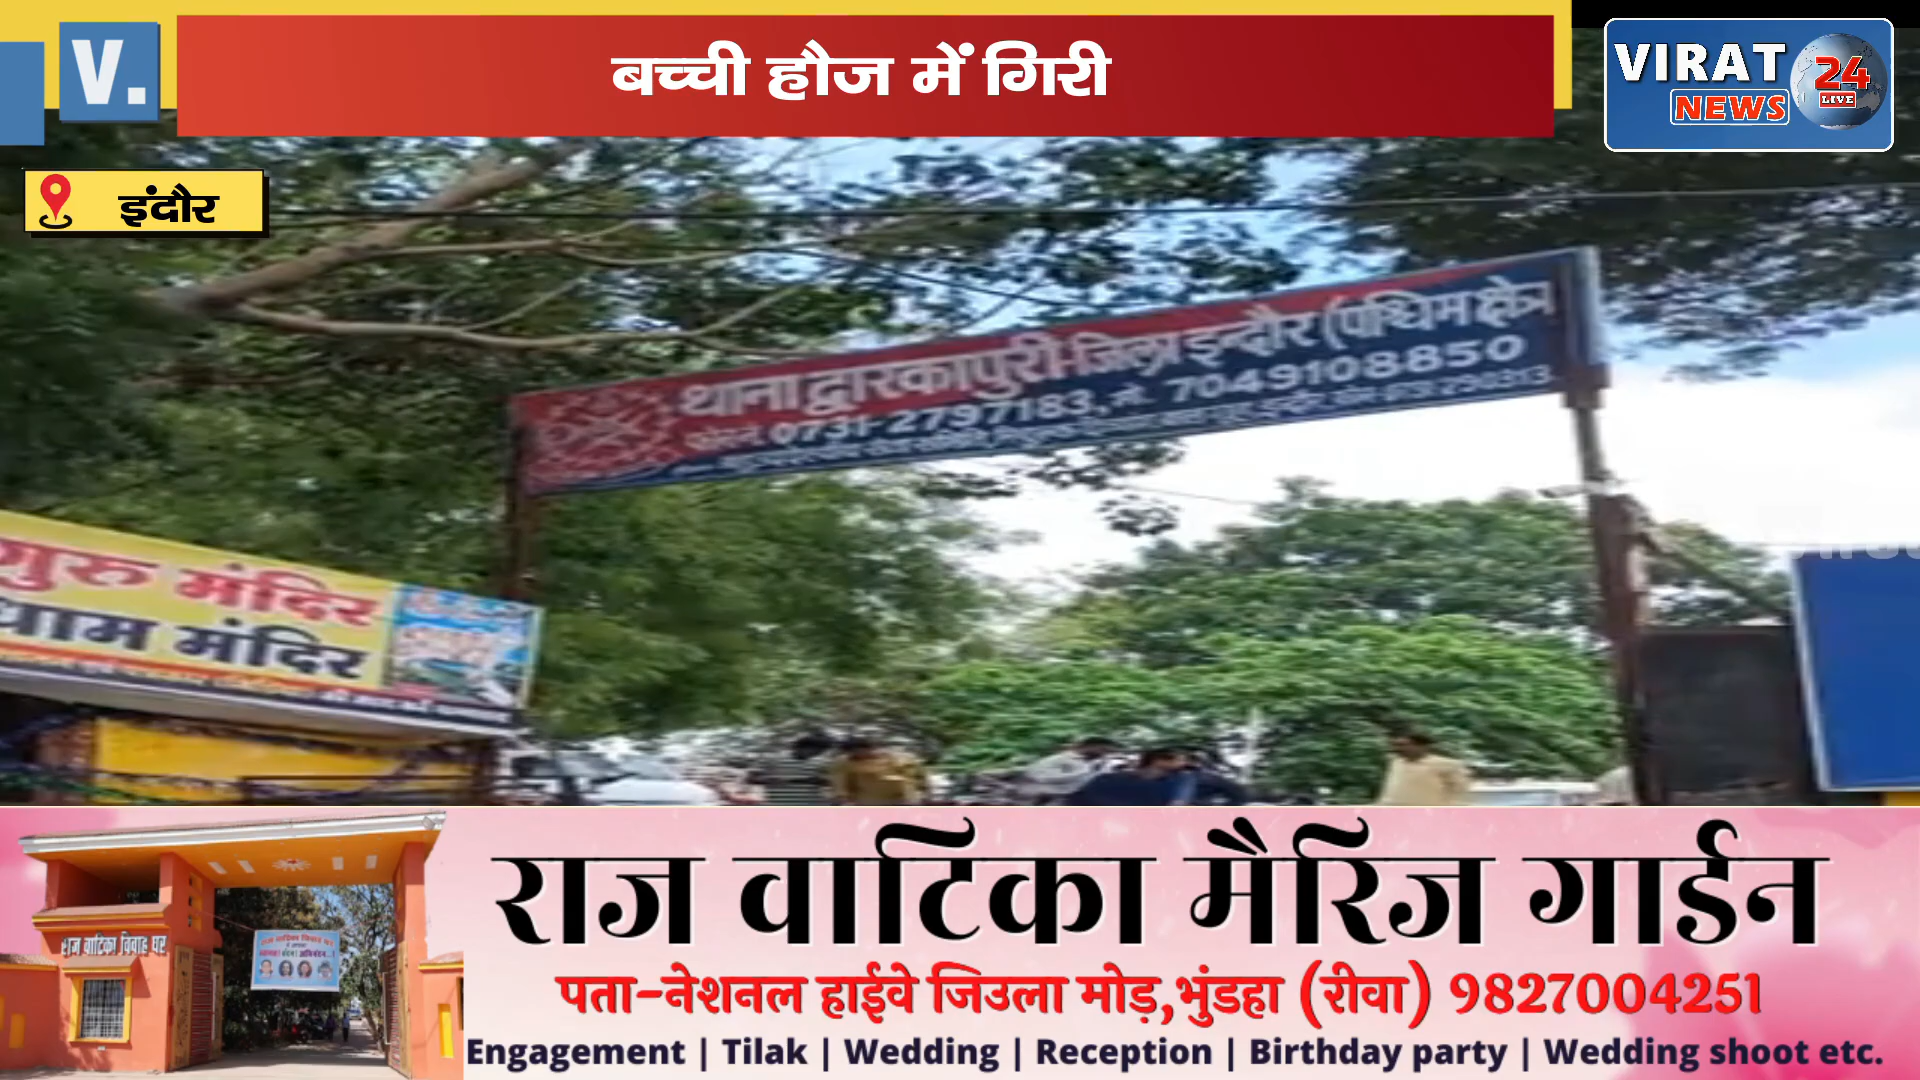 बच्ची हौज में गिरी
V.
VIRAT
24
LIVE
NEWS
इंदौर
थाना द्वारकापुरी-जिला इन्दौर (पश्चिम क्षेत्र
फोन नं. 0731-2797183, मो. 7049108850
गुरु मंदिर
धाम मंदिर
राज वाटिका मैरिज गार्डन
राज वाटिका विवाह घर
पता-नेशनल हाईवे जिउला मोड़,भुंडहा (रीवा) 9827004251
Engagement | Tilak | Wedding | Reception | Birthday party | Wedding shoot etc.